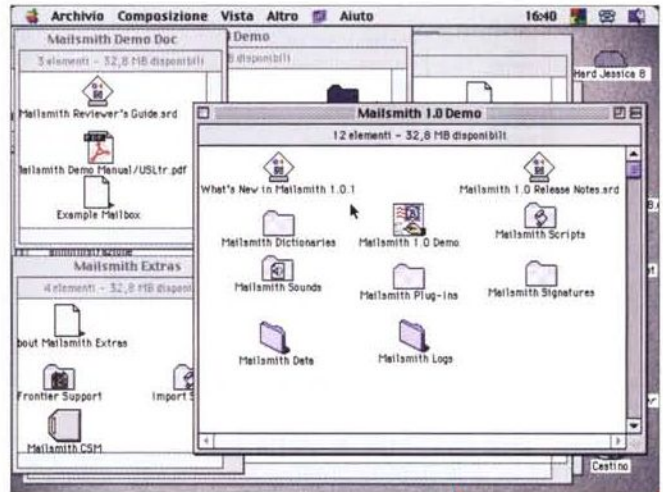 Archivio Composizione Vista Altro Aiuto 16:40
Mailsmith Demo Doc
3 elementi - 32,8 MB disponibili
Mailsmith Reviewer's Guide.srd
ailsmith Demo Manual/USLtr.pdf
Example Mailbox
Demo
MB disponibili
Hard Jessica 8
Mailsmith 1.0 Demo
12 elementi - 32,8 MB disponibili
What's New in Mailsmith 1.0.1
Mailsmith 1.0 Release Notes.srd
Mailsmith Dictionaries
Mailsmith 1.0 Demo
Mailsmith Scripts
Mailsmith Sounds
Mailsmith Plug-ins
Mailsmith Signatures
Mailsmith Data
Mailsmith Logs
Mailsmith Extras
4 elementi - 32,8 MB disponi
bout Mailsmith Extras
Frontier Support
Import S
Mailsmith CSM
Cestino